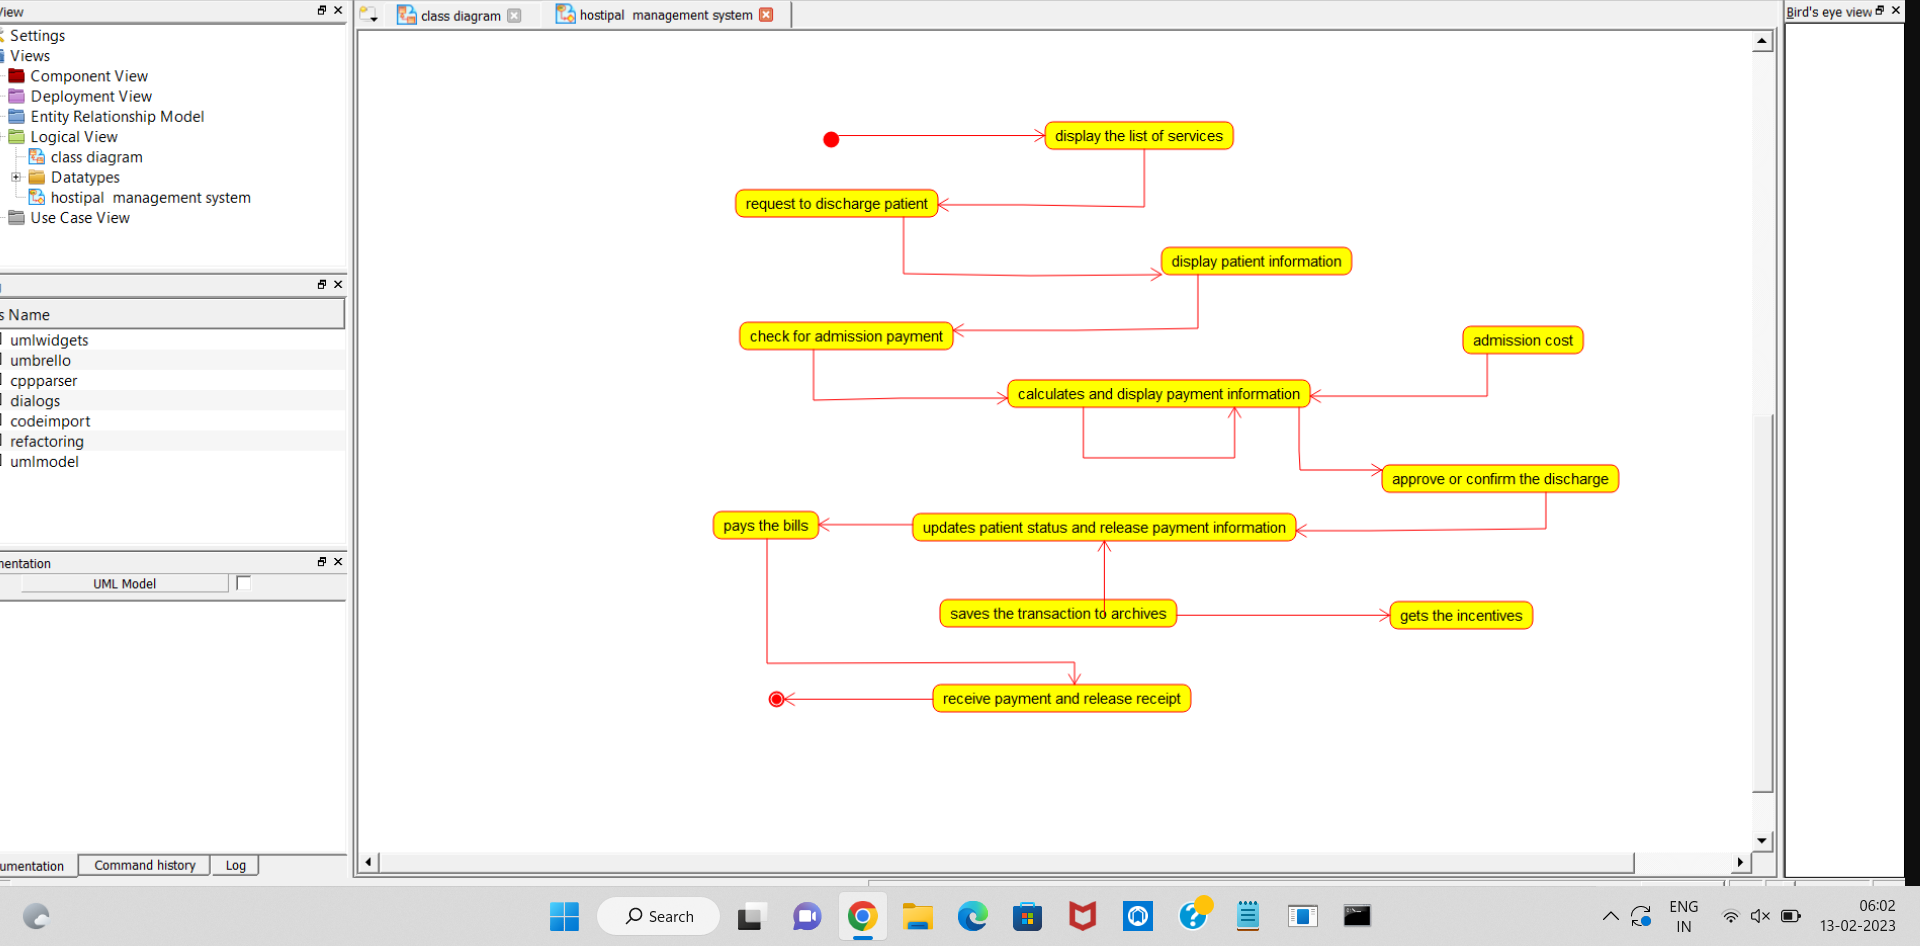 View
Settings
Views
Component View
Deployment View
Entity Relationship Model
Logical View
class diagram
Datatypes
hostipal management system
Use Case View
s Name
umlwidgets
umbrello
cppparser
dialogs
codeimport
refactoring
umlmodel
nentation
UML Model
umentation
Command history
Log
class diagram
hostipal management system
display the list of services
request to discharge patient
display patient information
check for admission payment
admission cost
calculates and display payment information
approve or confirm the discharge
pays the bills
updates patient status and release payment information
saves the transaction to archives
gets the incentives
receive payment and release receipt
Bird's eye view
Search
ENG
IN
06:02
13-02-2023